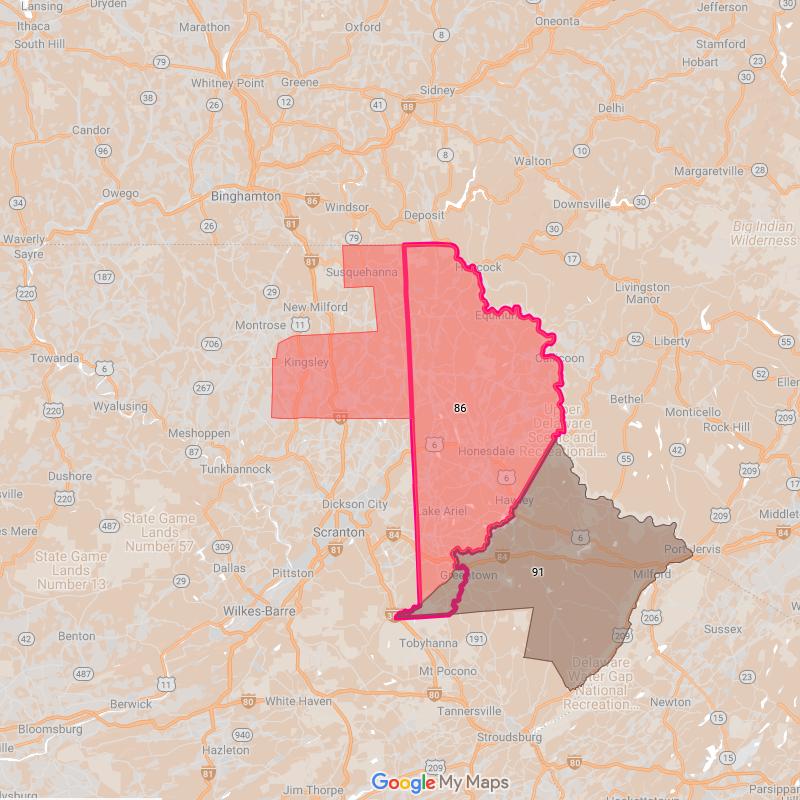 Lansing
Dryden
Marathon
Oxford
Oneonta
Jefferson
Ithaca
South Hill
8
Stamford
79
Whitney Point
Greene
Hobart
23
30
38
26
12
41
88
Sidney
Delhi
Candor
96
8
Walton
10
Margaretville
28
Owego
Binghamton
86
Windsor
Downsville
30
34
26
81
Deposit
30
Big Indian
Wilderness
Waverly
79
Sayre
187
81
Susquehanna
17
220
29
New Milford
Livingston
Manor
Montrose
11
706
52
Liberty
55
Towanda
6
Kingsley
52
267
Ellen
220
Wyalusing
81
86
Bethel
Monticello
209
Meshoppen
Upper
Delaware
Scenic and
Recreational...
Rock Hill
87
6
Honesdale
42
Tunkhannock
55
209
Dushore
220
6
Dickson City
Lake Ariel
209
Middlet
487
State Game
Lands
Number 57
Scranton
84
6
es Mere
309
81
84
Port Jervis
State Game
Lands
Number 13
Dallas
Pittston
Greentown
91
Milford
84
29
Wilkes-Barre
206
42
Benton
Tobyhanna
191
209
Sussex
487
Mt Pocono
Delaware
Water Gap
National
Recreation...
23
11
80
Berwick
80
White Haven
Tannersville
Newton
15
Bloomsburg
940
Stroudsburg
Hazleton
80
15
81
209
Jim Thorpe
Google My Maps
Parsippan